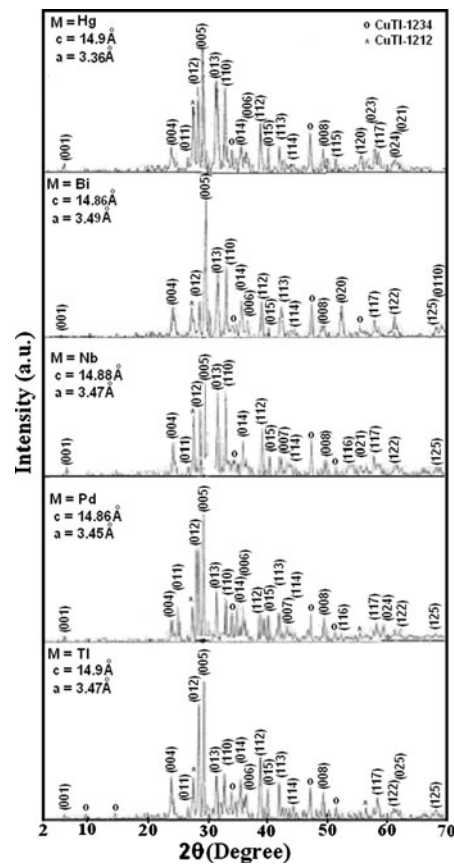 M = Hg
c = 14.9Å
a = 3.36Å
o CuTl-1234
^ CuTl-1212
(001)
(004)
(011)
^
(012)
(005)
(013)
(110)
o
(014)
(006)
(112)
(015)
(113)
(114)
o
(008)
(115)
(120)
(023)
(117)
(024)
(021)
M = Bi
c = 14.86Å
a = 3.49Å
(001)
(004)
^
(012)
(005)
(013)
(110)
o
(014)
(006)
(112)
(015)
(113)
(114)
o
(008)
(020)
o
(117)
(122)
(125)
(0110)
M = Nb
c = 14.88Å
a = 3.47Å
(001)
(004)
(011)
^
(012)
(005)
(013)
(110)
o
(014)
(112)
(015)
(007)
(114)
o
(008)
o
(116)
(021)
(117)
(122)
(125)
M = Pd
c = 14.86Å
a = 3.45Å
(001)
(004)
(011)
^
(012)
(005)
(013)
(110)
o
(014)
(006)
(112)
(015)
(113)
(007)
(114)
o
(008)
o
(116)
^
(117)
(024)
(122)
(125)
M = Tl
c = 14.9Å
a = 3.47Å
(001)
o
o
(004)
^
(012)
(005)
(013)
(110)
o
(014)
(006)
(112)
(015)
(113)
(114)
o
(008)
o
^
(117)
(122)
(025)
(125)
Intensity (a.u.)
2 10 20 30 40 50 60 70
2θ(Degree)